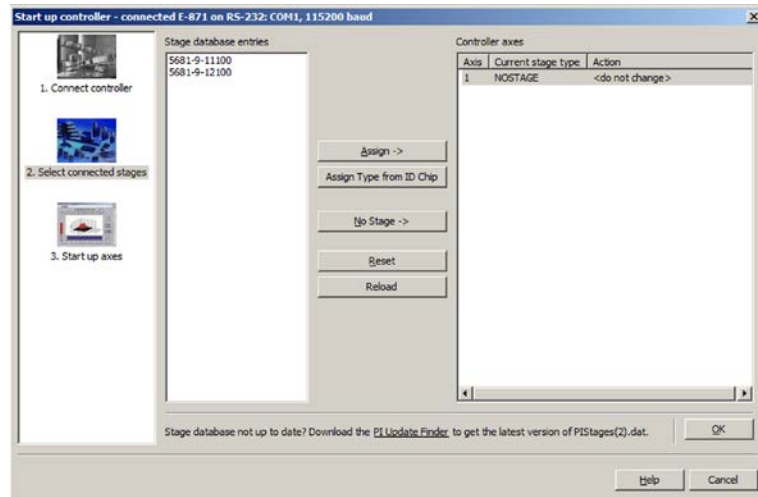 Start up controller - connected E-871 on RS-232: COM1, 115200 baud
1. Connect controller
2. Select connected stages
3. Start up axes
Stage database entries
5681-9-11100
5681-9-12100
Assign ->
Assign Type from ID Chip
No Stage ->
Reset
Reload
Controller axes
Axis Current stage type Action
1 NOSTAGE <do not change>
Stage database not up to date? Download the PI Update Finder to get the latest version of PIStages(2).dat.
OK
Help Cancel